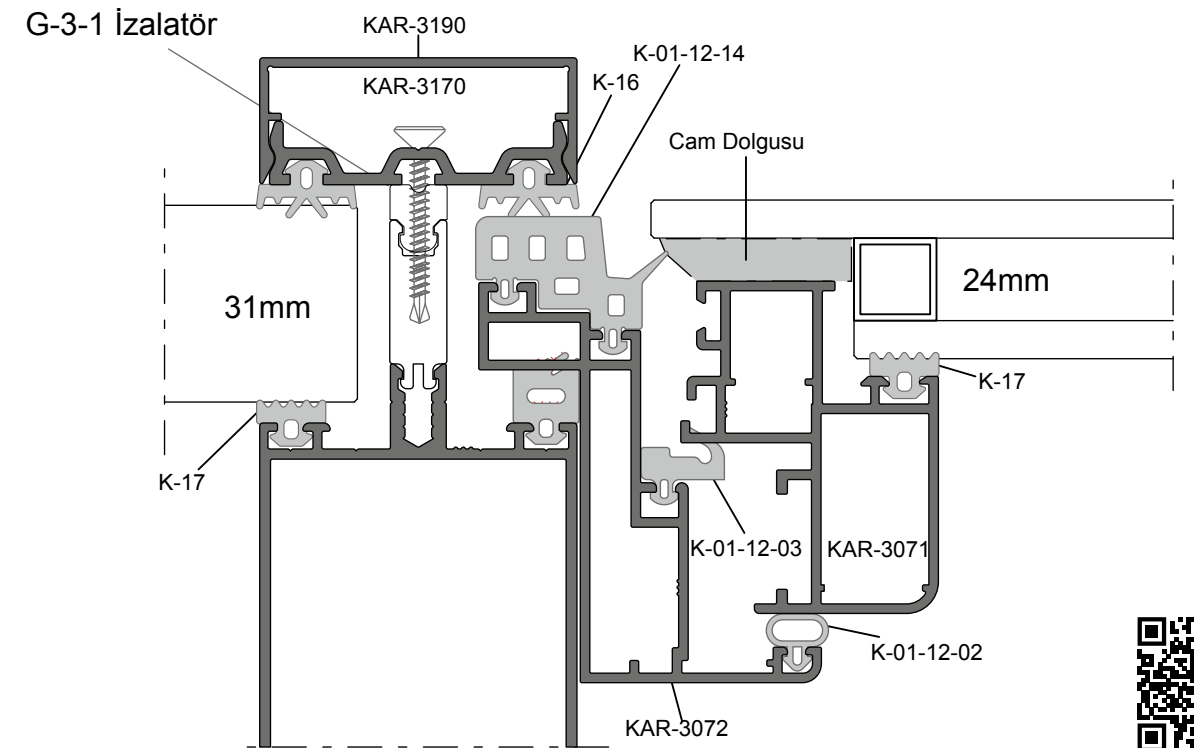 G-3-1 İzalatör
KAR-3190
K-01-12-14
KAR-3170
K-16
Cam Dolgusu
31mm
24mm
K-17
K-17
K-01-12-03
KAR-3071
K-01-12-02
KAR-3072